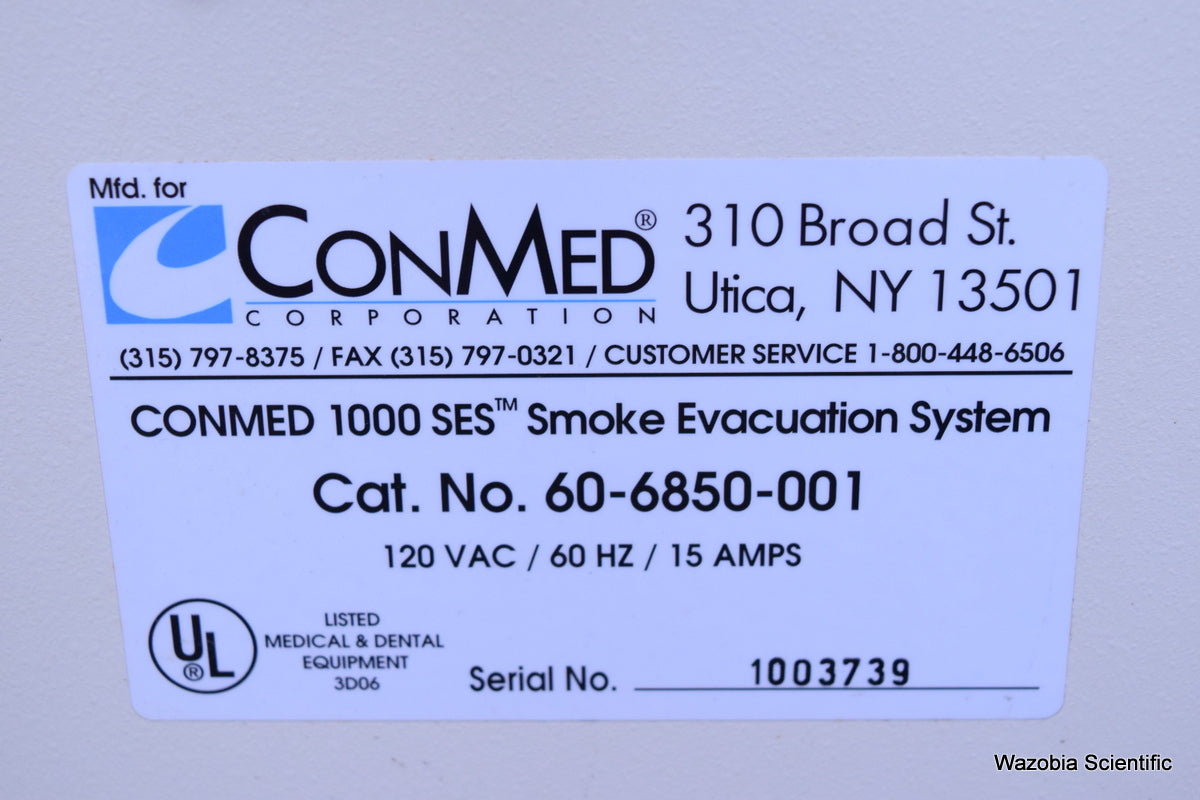 Mfd. for
CONMED® 310 Broad St.
CORPORATION Utica, NY 13501
(315) 797-8375 / FAX (315) 797-0321 / CUSTOMER SERVICE 1-800-448-6506
CONMED 1000 SES™ Smoke Evacuation System
Cat. No. 60-6850-001
120 VAC / 60 HZ / 15 AMPS
UL®
LISTED
MEDICAL & DENTAL
EQUIPMENT
3D06
Serial No. 1003739
Wazobia Scientific